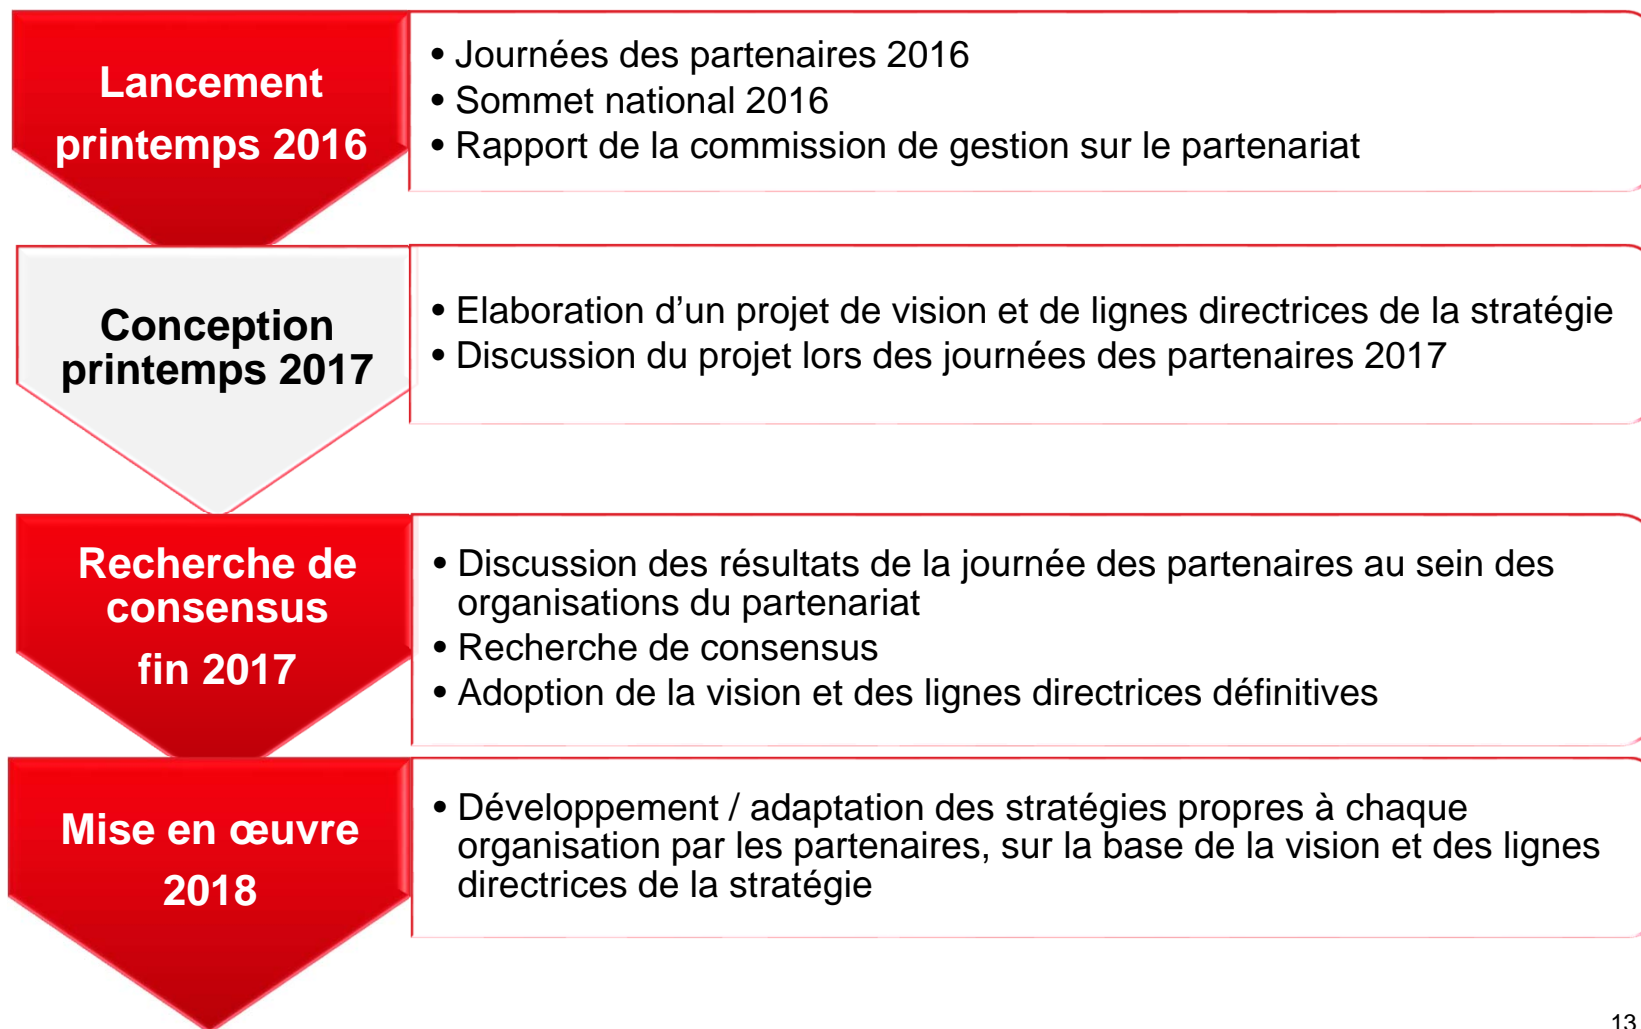 Lancement
printemps 2016
• Journées des partenaires 2016
• Sommet national 2016
• Rapport de la commission de gestion sur le partenariat
Conception
printemps 2017
• Elaboration d’un projet de vision et de lignes directrices de la stratégie
• Discussion du projet lors des journées des partenaires 2017
Recherche de
consensus
fin 2017
• Discussion des résultats de la journée des partenaires au sein des
organisations du partenariat
• Recherche de consensus
• Adoption de la vision et des lignes directrices définitives
Mise en œuvre
2018
• Développement / adaptation des stratégies propres à chaque
organisation par les partenaires, sur la base de la vision et des lignes
directrices de la stratégie
13